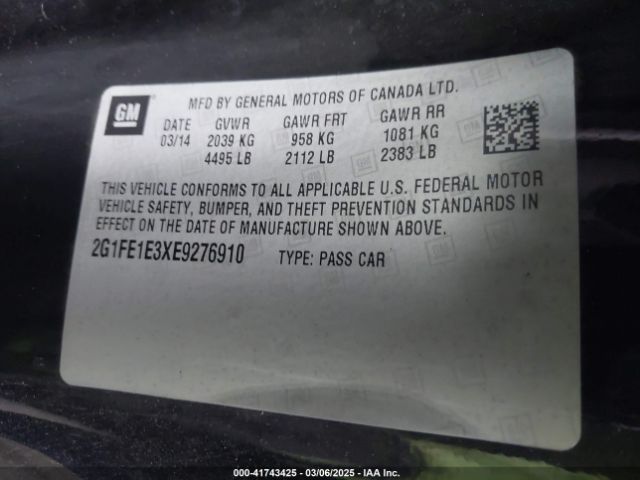 GM
MFD BY GENERAL MOTORS OF CANADA LTD.
DATE GVWR GAWR FRT GAWR RR
03/14 2039 KG 958 KG 1081 KG
4495 LB 2112 LB 2383 LB
THIS VEHICLE CONFORMS TO ALL APPLICABLE U.S. FEDERAL MOTOR
VEHICLE SAFETY, BUMPER, AND THEFT PREVENTION STANDARDS IN
EFFECT ON THE DATE OF MANUFACTURE SHOWN ABOVE.
2G1FE1E3XE9276910 TYPE: PASS CAR
000-41743425 | 03/06/2025 - IAA Inc.